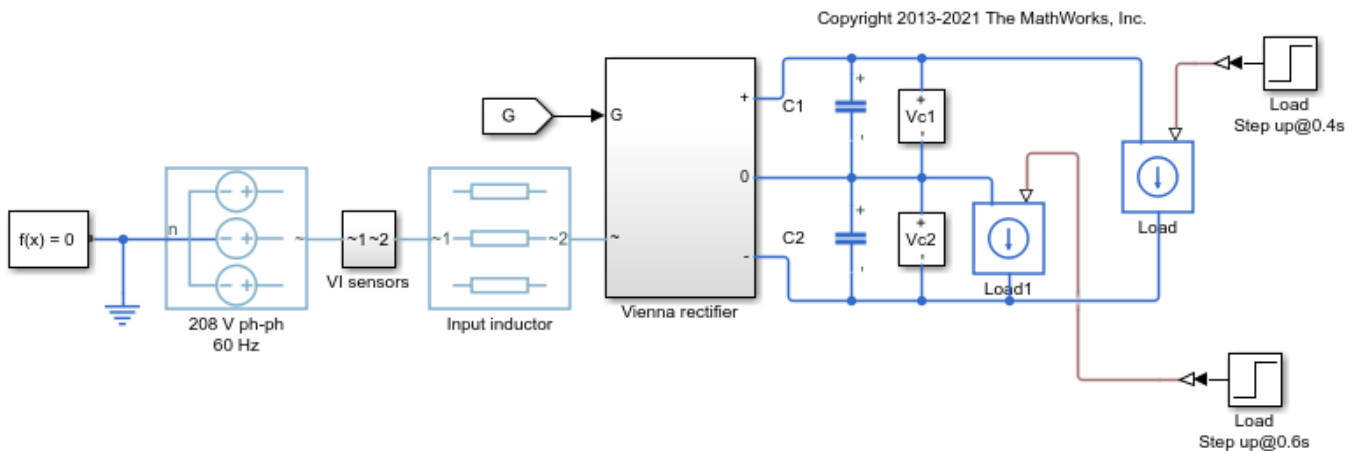 Copyright 2013-2021 The MathWorks, Inc.
f(x) = 0
n
- +
- +
- +
~
208 V ph-ph
60 Hz
~1 ~2
VI sensors
~1
~2
Input inductor
G
G
+
0
-
~
Vienna rectifier
C1
+
-
+
Vc1
-
C2
+
-
+
Vc2
-
Load1
Load
Load
Step up@0.4s
Load
Step up@0.6s